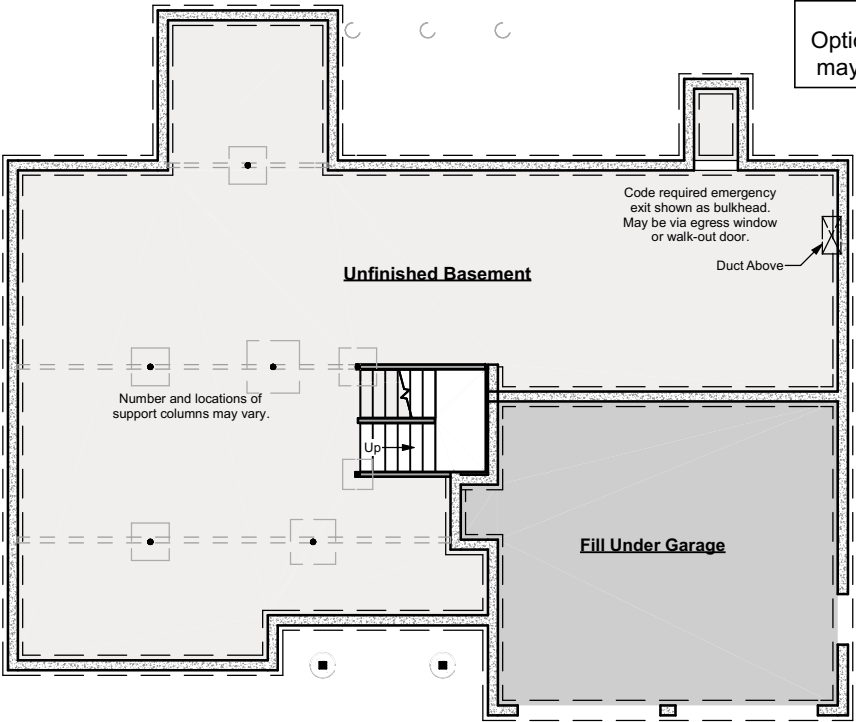 Optio
may
Code required emergency
exit shown as bulkhead.
May be via egress window
or walk-out door.
Duct Above
Unfinished Basement
Number and locations of
support columns may vary.
Up
Fill Under Garage